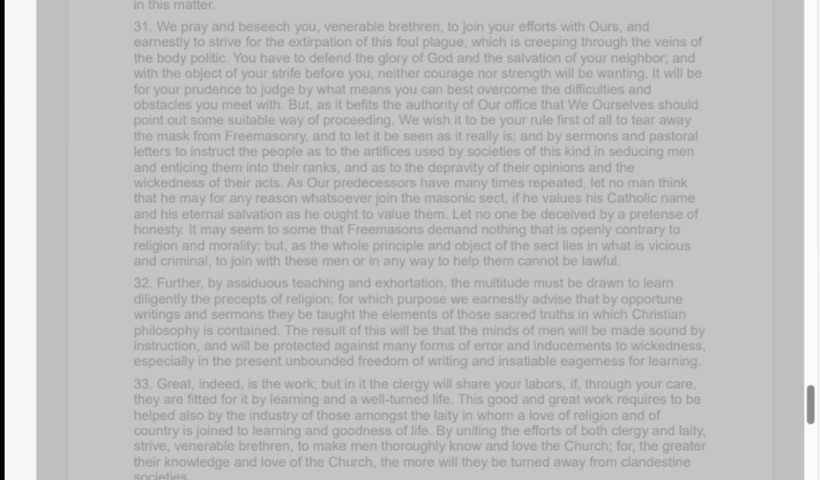 in this matter.
31. We pray and beseech you, venerable brethren, to join your efforts with Ours, and
earnestly to strive for the extirpation of this foul plague, which is creeping through the veins of
the body politic. You have to defend the glory of God and the salvation of your neighbor; and
with the object of your strife before you, neither courage nor strength will be wanting. It will be
for your prudence to judge by what means you can best overcome the difficulties and
obstacles you meet with. But, as it befits the authority of Our office that We Ourselves should
point out some suitable way of proceeding, We wish it to be your rule first of all to tear away
the mask from Freemasonry, and to let it be seen as it really is; and by sermons and pastoral
letters to instruct the people as to the artifices used by societies of this kind in seducing men
and enticing them into their ranks, and as to the depravity of their opinions and the
wickedness of their acts. As Our predecessors have many times repeated, let no man think
that he may for any reason whatsoever join the masonic sect, if he values his Catholic name
and his eternal salvation as he ought to value them. Let no one be deceived by a pretense of
honesty. It may seem to some that Freemasons demand nothing that is openly contrary to
religion and morality; but, as the whole principle and object of the sect lies in what is vicious
and criminal, to join with these men or in any way to help them cannot be lawful.
32. Further, by assiduous teaching and exhortation, the multitude must be drawn to learn
diligently the precepts of religion; for which purpose we earnestly advise that by opportune
writings and sermons they be taught the elements of those sacred truths in which Christian
philosophy is contained. The result of this will be that the minds of men will be made sound by
instruction, and will be protected against many forms of error and inducements to wickedness,
especially in the present unbounded freedom of writing and insatiable eagerness for learning.
33. Great, indeed, is the work; but in it the clergy will share your labors, if, through your care,
they are fitted for it by learning and a well-turned life. This good and great work requires to be
helped also by the industry of those amongst the laity in whom a love of religion and of
country is joined to learning and goodness of life. By uniting the efforts of both clergy and laity,
strive, venerable brethren, to make men thoroughly know and love the Church; for, the greater
their knowledge and love of the Church, the more will they be turned away from clandestine
societies.